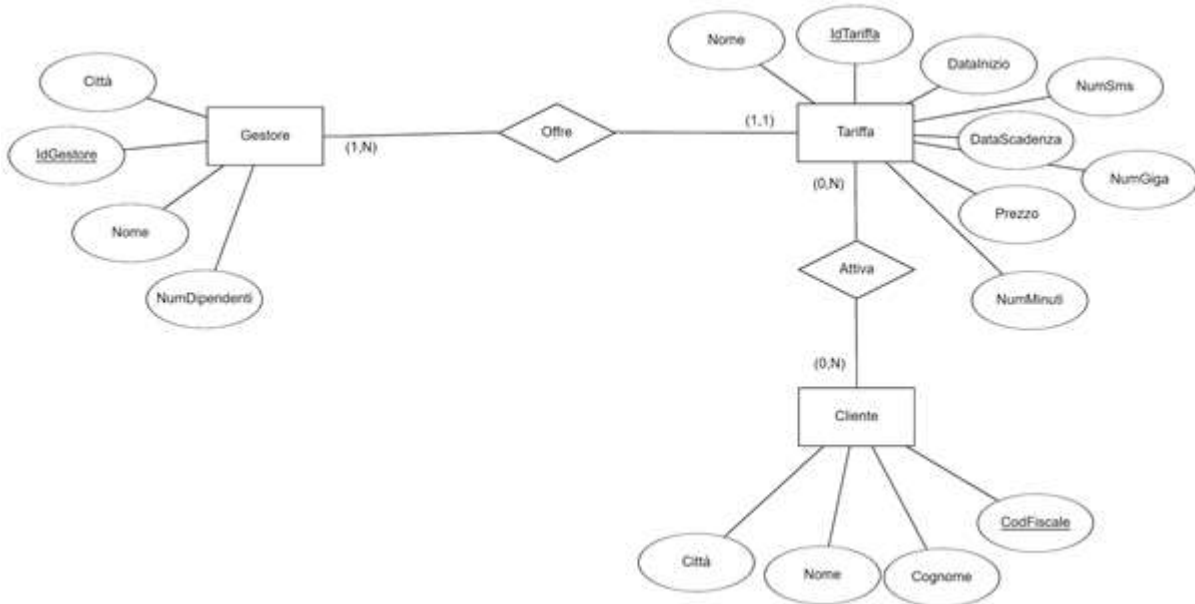 Nome
IdTariffa
DataInizio
Città
NumSms
Gestore
(1,N)
Offre
(1,1)
Tariffa
DataScadenza
IdGestore
NumGiga
(0,N)
Prezzo
Nome
Attiva
NumDipendenti
NumMinuti
(0,N)
Cliente
CodFiscale
Città
Nome
Cognome